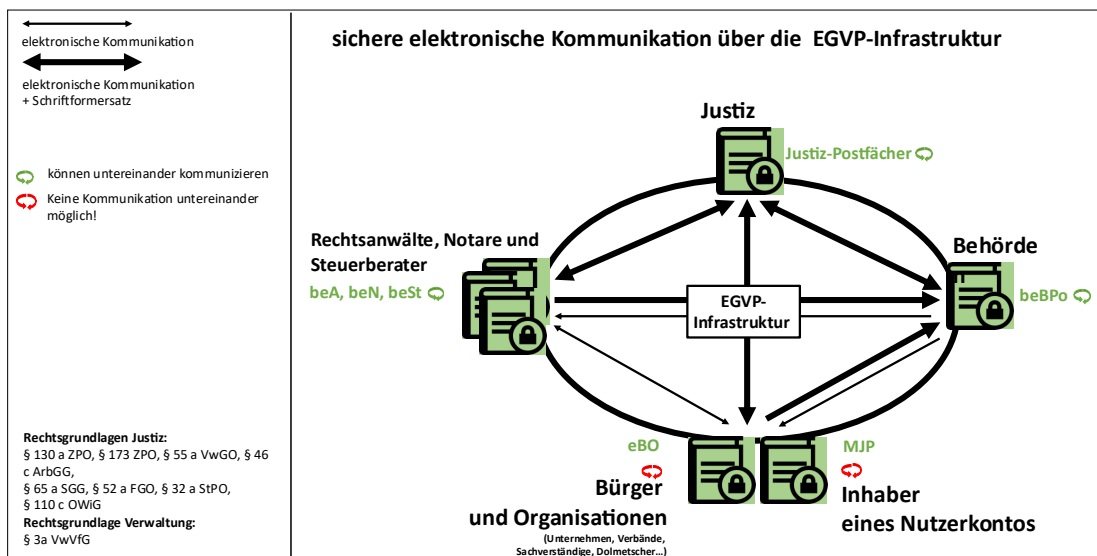 elektronische Kommunikation
elektronische Kommunikation
+ Schriftformersatz
können untereinander kommunizieren
Keine Kommunikation untereinander
möglich!
Rechtsgrundlagen Justiz:
§ 130 a ZPO, § 173 ZPO, § 55 a VwGO, § 46
c ArbGG,
§ 65 a SGG, § 52 a FGO, § 32 a StPO,
§ 110 c OWiG
Rechtsgrundlage Verwaltung:
§ 3a VwVfG
sichere elektronische Kommunikation über die EGVP-Infrastruktur
Justiz
Justiz-Postfächer
Rechtsanwälte, Notare und
Steuerberater
beA, beN, beSt
Behörde
beBPo
EGVP-
Infrastruktur
eBO
Bürger
und Organisationen
(Unternehmen, Verbände,
Sachverständige, Dolmetscher...)
MJP
Inhaber
eines Nutzerkontos